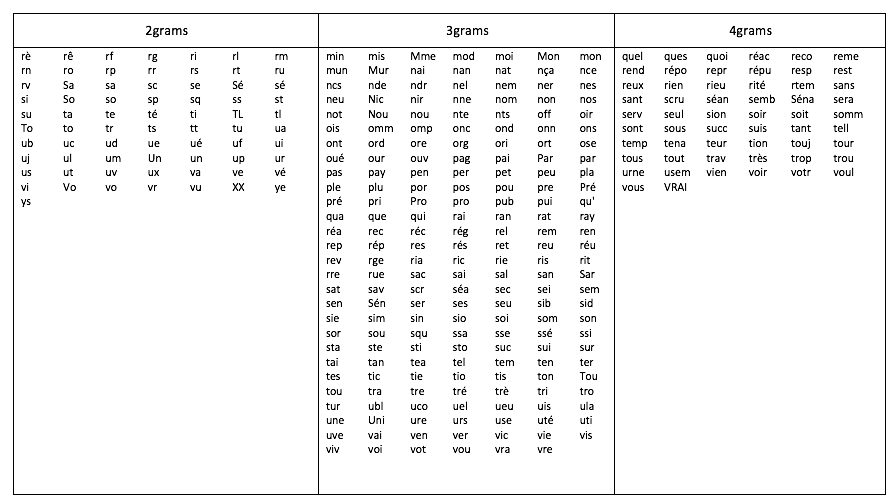 2grams
rè rê rf rg ri rl rm
rn ro rp rr rs rt ru
rv Sa sa sc se Sé sé
si So so sp sq ss st
su ta te té ti TL tl
To to tr ts tt tu ua
ub uc ud ue ué uf ui
uj ul um Un un up ur
us ut uv ux va ve vé
vi Vo vo vr vu XX ye
ys
3grams
min mis Mme mod moi Mon mon
mun Mur nai nan nat nça nce
ncs nde ndr nel nem ner nes
neu Nic nir nne nom non nos
not Nou nou nte nts off oir
ois omm omp onc ond onn ons
ont ord ore org ori ort ose
oué our ouv pag pai Par par
pas pay pen per pet peu pla
ple plu por pos pou pre Pré
pré pri Pro pro pub pui qu'
qua que qui rai ran rat ray
réa rec réc rég rel rem ren
rep rép res rés ret reu réu
rev rge ria ric rie ris rit
rre rue sac sai sal san Sar
sat sav scr séa sec sei sem
sen Sén ser ses seu sib sid
sie sim sin sio soi som son
sor sou squ ssa sse ssé ssi
sta ste sti sto suc sui sur
tai tan tea tel tem ten ter
tes tic tie tio tis ton Tou
tou tra tre tré trè tri tro
tur ubl uco uel ueu uis ula
une Uni ure urs use uté uti
uve vai ven ver vic vie vis
viv voi vot vou vra vre
4grams
quel ques quoi réac reco reme
rend répo repr répu resp rest
reux rien rieu rité rtem sans
sant scru séan semb Séna sera
serv seul sion soir soit somm
sont sous succ suis tant tell
temp tena teur tion touj tour
tous tout trav très trop trou
urne usem vien voir votr voul
vous VRAI